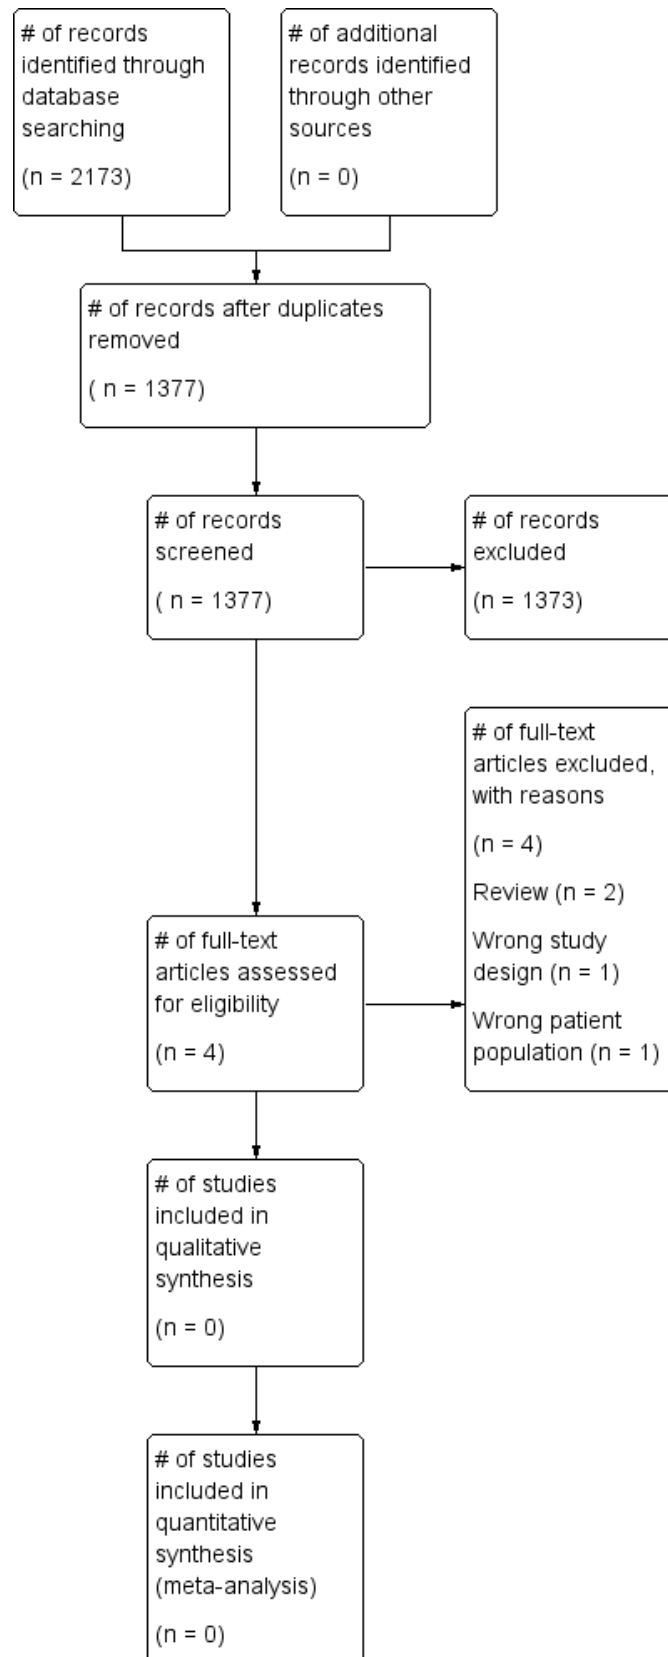 # of records
identified through
database
searching
(n = 2173)
# of additional
records identified
through other
sources
(n = 0)
# of records after duplicates
removed
( n = 1377)
# of records
screened
( n = 1377)
# of records
excluded
(n = 1373)
# of full-text
articles excluded,
with reasons
(n = 4)
Review (n = 2)
Wrong study
design (n = 1)
Wrong patient
population (n = 1)
# of full-text
articles assessed
for eligibility
(n = 4)
# of studies
included in
qualitative
synthesis
(n = 0)
# of studies
included in
quantitative
synthesis
(meta-analysis)
(n = 0)